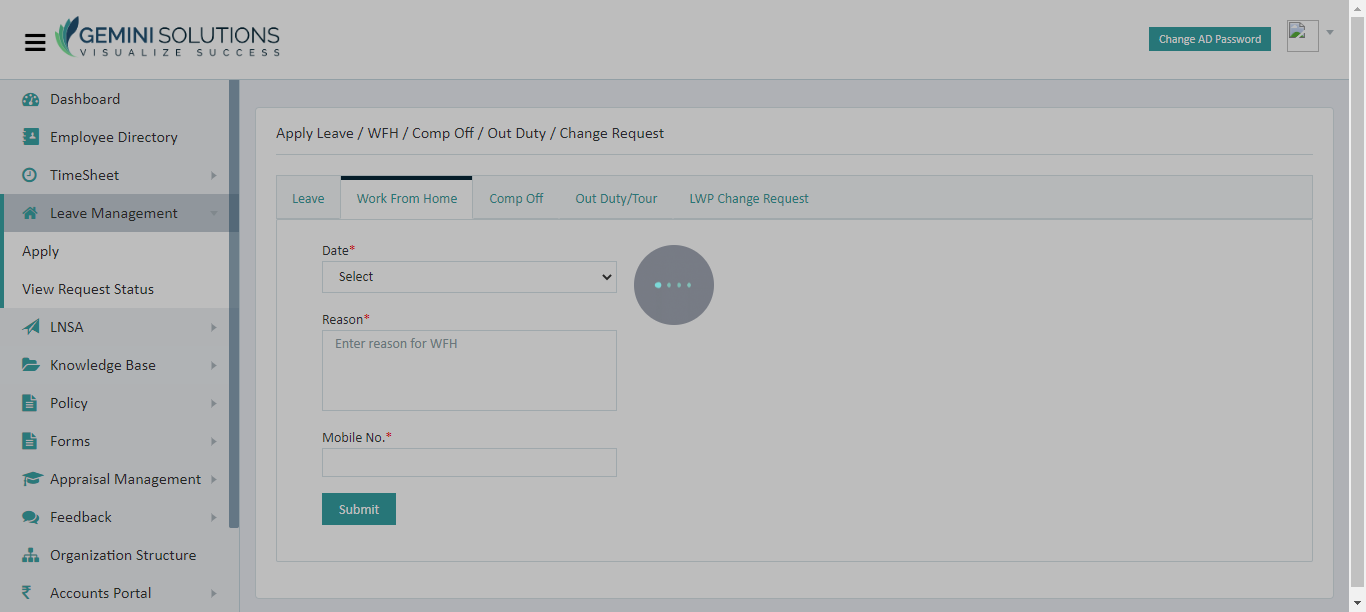 GEMINI SOLUTIONS
VISUALIZE SUCCESS
Change AD Password
Dashboard
Employee Directory
TimeSheet
Leave Management
Apply
View Request Status
LNSA
Knowledge Base
Policy
Forms
Appraisal Management
Feedback
Organization Structure
₹ Accounts Portal
Apply Leave / WFH / Comp Off / Out Duty / Change Request
Leave Work From Home Comp Off Out Duty/Tour LWP Change Request
Date*
Select
Reason*
Enter reason for WFH
Mobile No.*
Submit